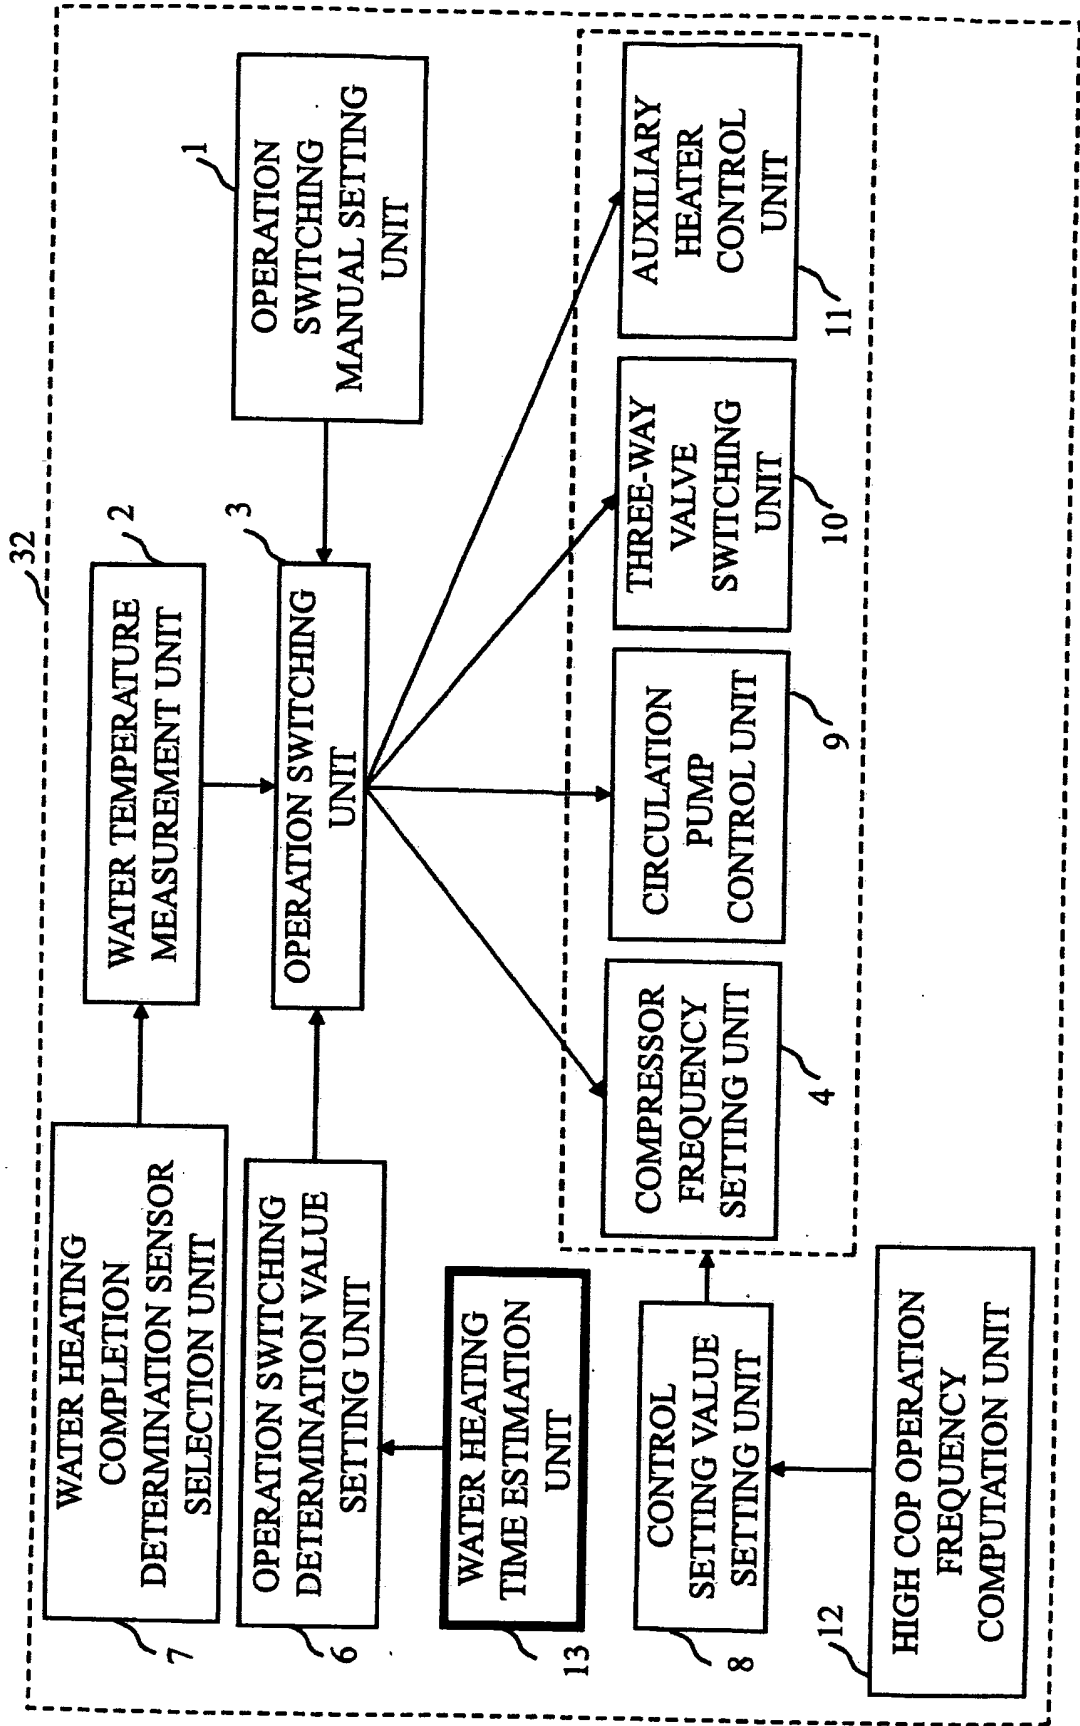 32
WATER HEATING
COMPLETION
DETERMINATION SENSOR
SELECTION UNIT
7
WATER TEMPERATURE
MEASUREMENT UNIT
2
OPERATION
SWITCHING
MANUAL SETTING
UNIT
1
OPERATION SWITCHING
DETERMINATION VALUE
SETTING UNIT
6
OPERATION SWITCHING
UNIT
3
WATER HEATING
TIME ESTIMATION
UNIT
13
CONTROL
SETTING VALUE
SETTING UNIT
8
COMPRESSOR
FREQUENCY
SETTING UNIT
4
CIRCULATION
PUMP
CONTROL UNIT
9
THREE-WAY
VALVE
SWITCHING
UNIT
10
AUXILIARY
HEATER
CONTROL
UNIT
11
HIGH COP OPERATION
FREQUENCY
COMPUTATION UNIT
12